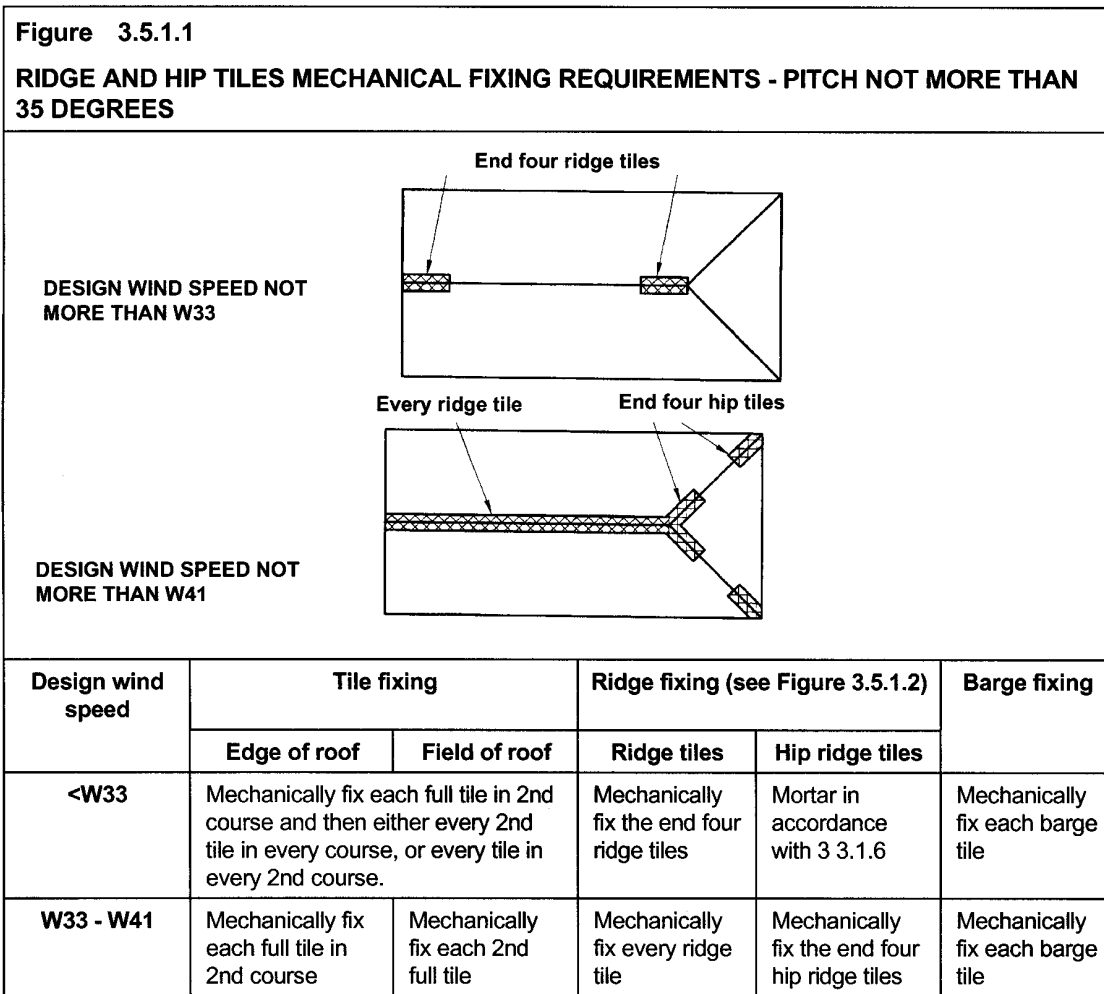 Figure 3.5.1.1
RIDGE AND HIP TILES MECHANICAL FIXING REQUIREMENTS - PITCH NOT MORE THAN
35 DEGREES
End four ridge tiles
DESIGN WIND SPEED NOT
MORE THAN W33
Every ridge tile
End four hip tiles
DESIGN WIND SPEED NOT
MORE THAN W41
Design wind
speed
Tile fixing
Ridge fixing (see Figure 3.5.1.2)
Barge fixing
Edge of roof
Field of roof
Ridge tiles
Hip ridge tiles
<W33
Mechanically fix each full tile in 2nd
course and then either every 2nd
tile in every course, or every tile in
every 2nd course.
Mechanically
fix the end four
ridge tiles
Mortar in
accordance
with 3 3.1.6
Mechanically
fix each barge
tile
W33 - W41
Mechanically fix
each full tile in
2nd course
Mechanically
fix each 2nd
full tile
Mechanically
fix every ridge
tile
Mechanically
fix the end four
hip ridge tiles
Mechanically
fix each barge
tile